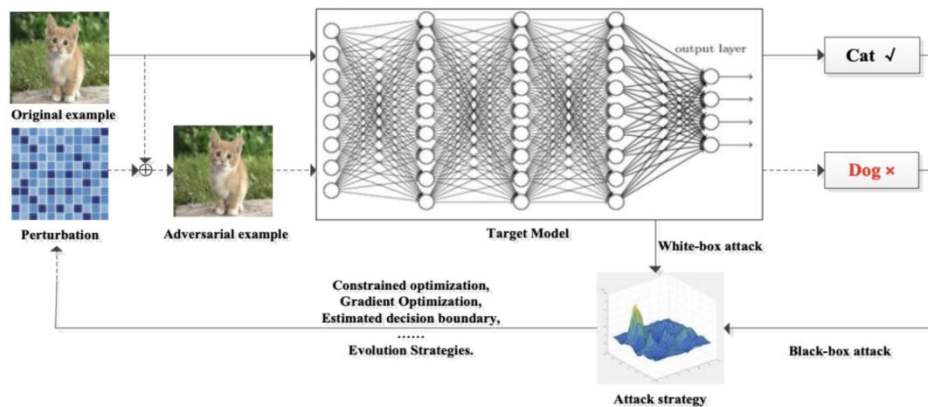 output layer
Cat √
Original example
Dog ×
Perturbation
Adversarial example
Target Model
White-box attack
Constrained optimization,
Gradient Optimization,
Estimated decision boundary,
......
Evolution Strategies.
Black-box attack
Attack strategy